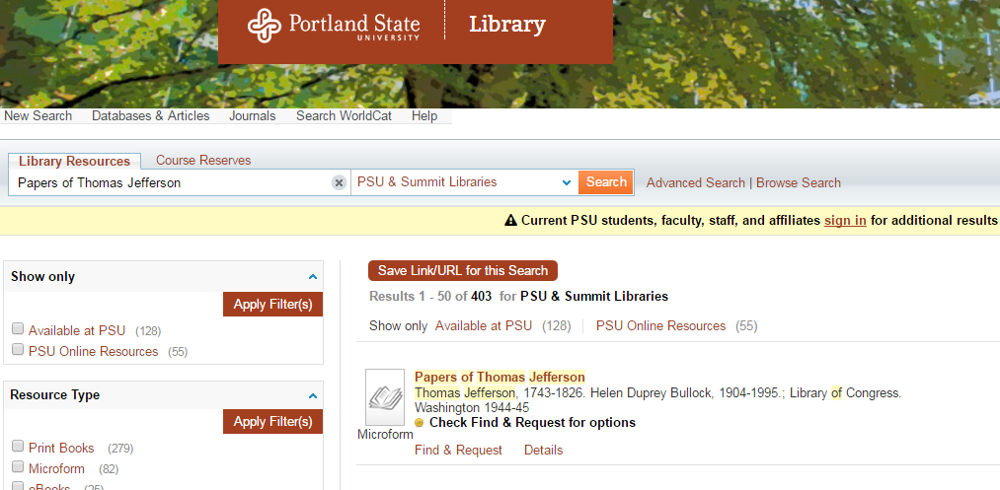 Portland State
UNIVERSITY
Library
New Search Databases & Articles Journals Search WorldCat Help
Library Resources Course Reserves
Papers of Thomas Jefferson PSU & Summit Libraries Search Advanced Search | Browse Search
Current PSU students, faculty, staff, and affiliates sign in for additional results
Show only
Apply Filter(s)
Available at PSU (128)
PSU Online Resources (55)
Resource Type
Apply Filter(s)
Print Books (279)
Microform (82)
eBooks (25)
Save Link/URL for this Search
Results 1 - 50 of 403 for PSU & Summit Libraries
Show only Available at PSU (128) PSU Online Resources (55)
Papers of Thomas Jefferson
Thomas Jefferson, 1743-1826. Helen Duprey Bullock, 1904-1995.; Library of Congress.
Washington 1944-45
Check Find & Request for options
Microform
Find & Request Details